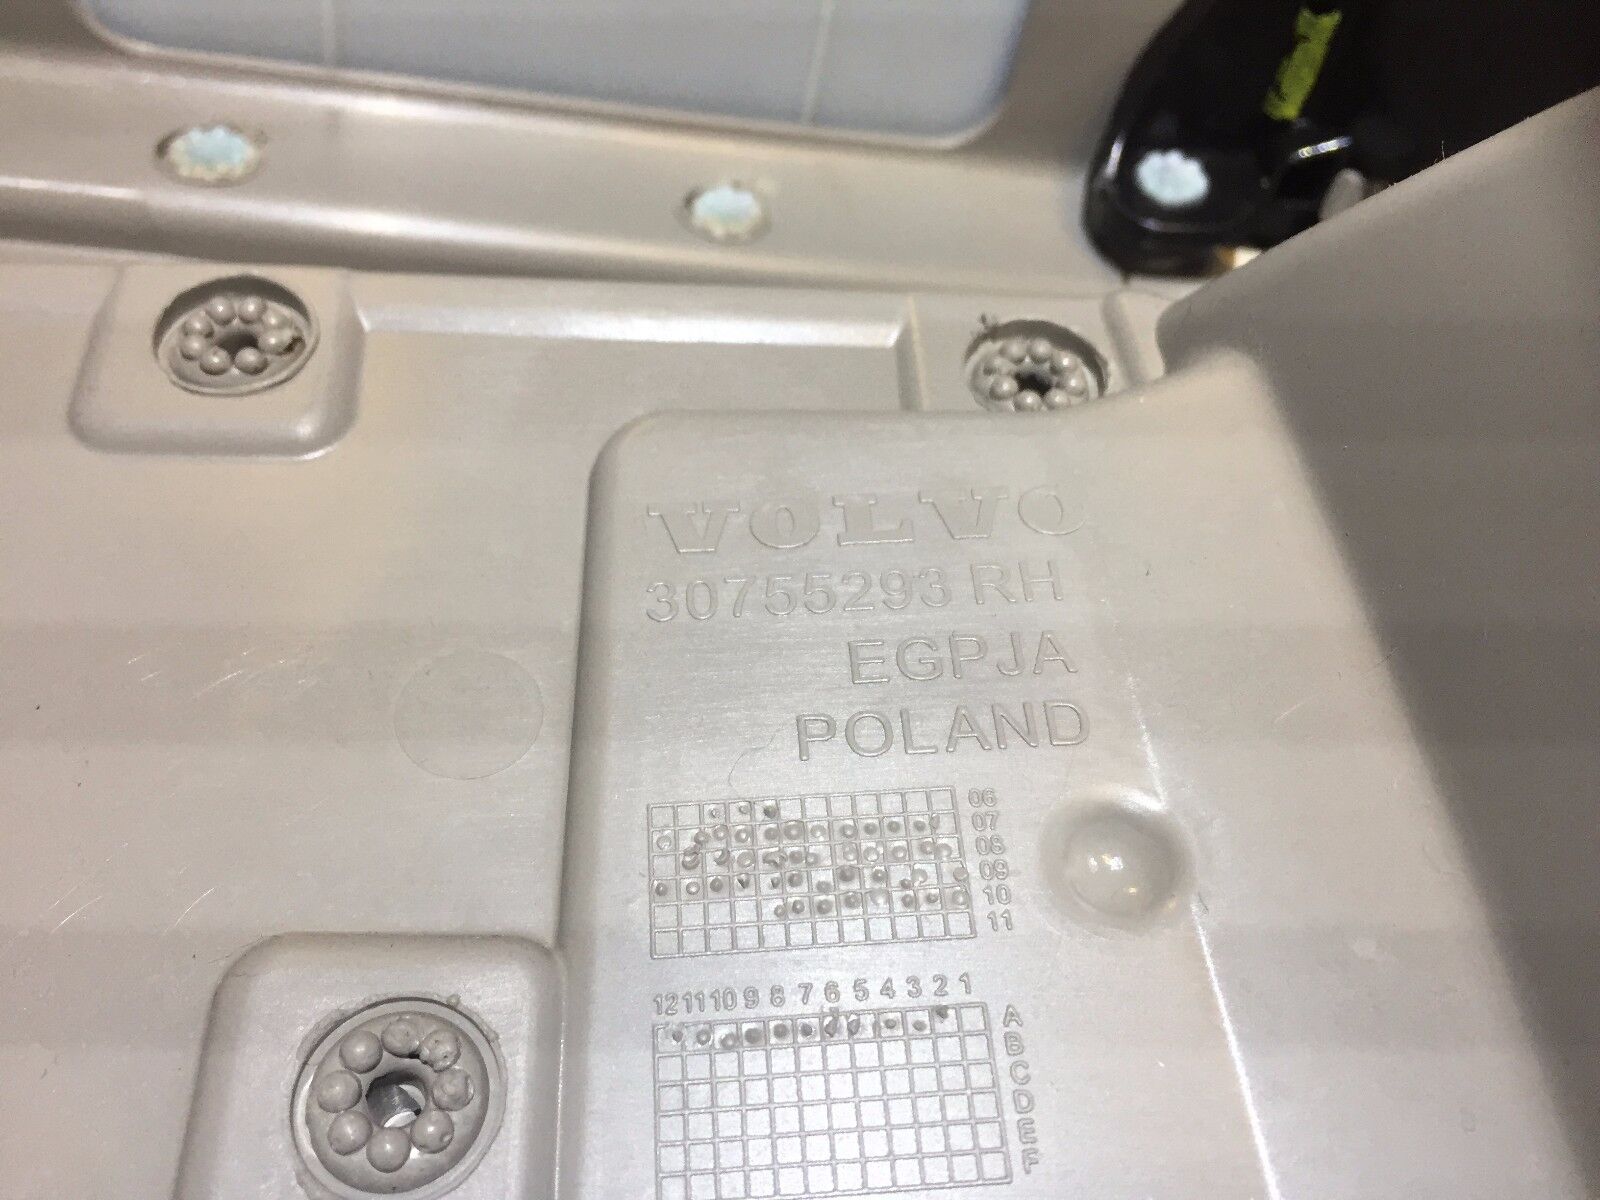 VOLVO
30755293 RH
EGPJA
POLAND
06
07
08
09
10
11
12 11 10 9 8 7 6 5 4 3 2 1
A
B
C
D
E
F